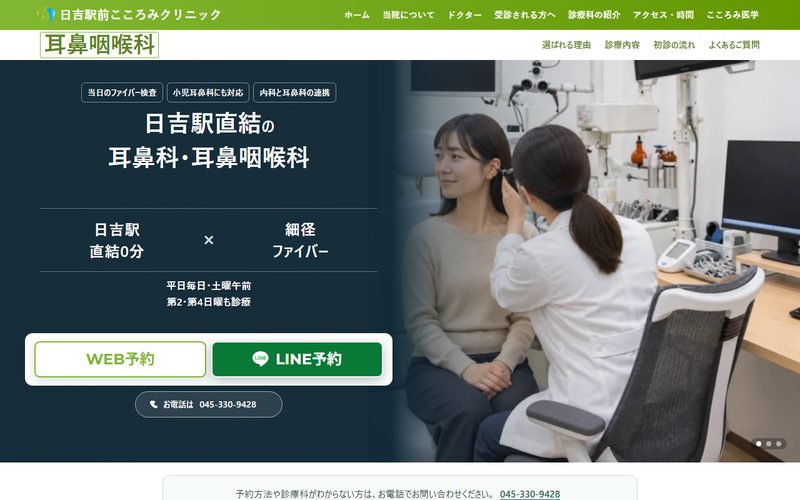 日吉駅前こころみクリニック
ホーム 当院について ドクター 受診される方へ 診療科の紹介 アクセス・時間 こころみ医学
耳鼻咽喉科
選ばれる理由 診療内容 初診の流れ よくあるご質問
当日のファイバー検査 小児耳鼻科にも対応 内科と耳鼻科の連携
日吉駅直結の
耳鼻科・耳鼻咽喉科
日吉駅
直結0分
×
細径
ファイバー
平日毎日・土曜午前
第2・第4日曜も診療
WEB予約
LINE LINE予約
お電話は 045-330-9428
予約方法や診療科がわからない方は、お電話でお問い合わせください。 045-330-9428